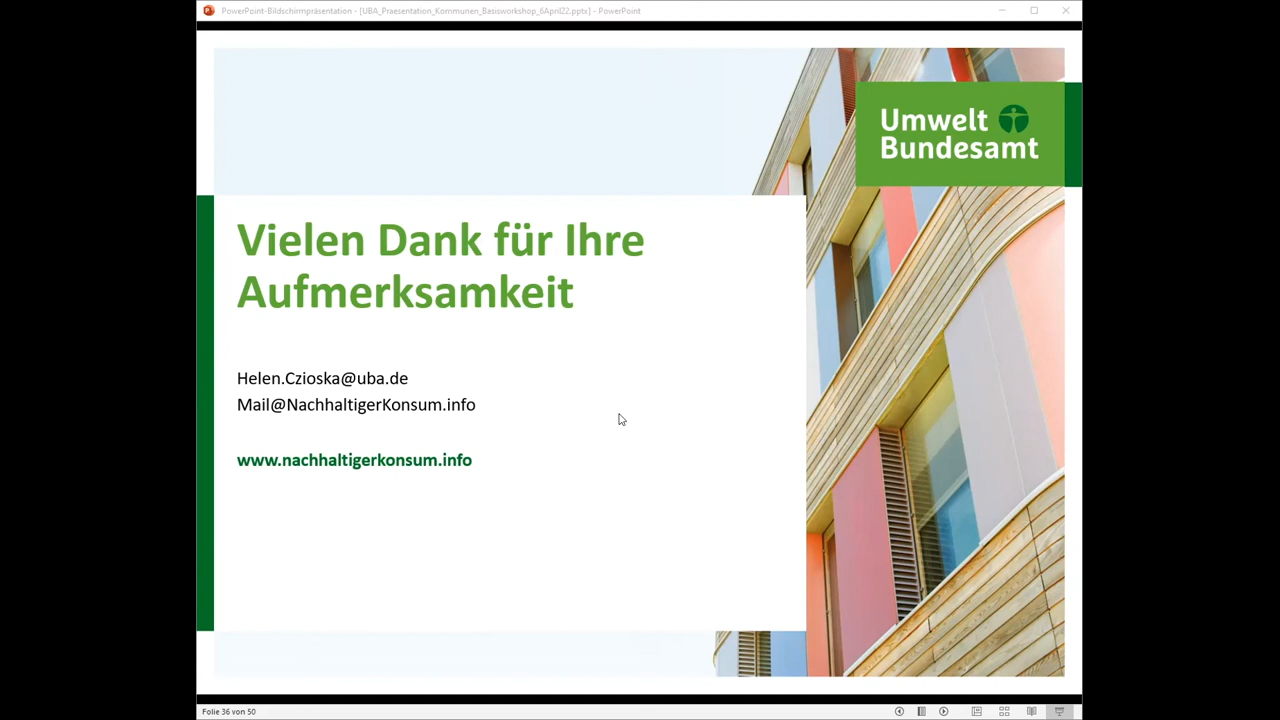 PowerPoint-Bildschirmpräsentation - [UBA_Praesentation_Kommunen_Basisworkshop_6April22.pptx] - PowerPoint
Umwelt
Bundesamt
Vielen Dank für Ihre
Aufmerksamkeit
Helen.Czioska@uba.de
Mail@NachhaltigerKonsum.info
www.nachhaltigerkonsum.info
Folie 36 von 50